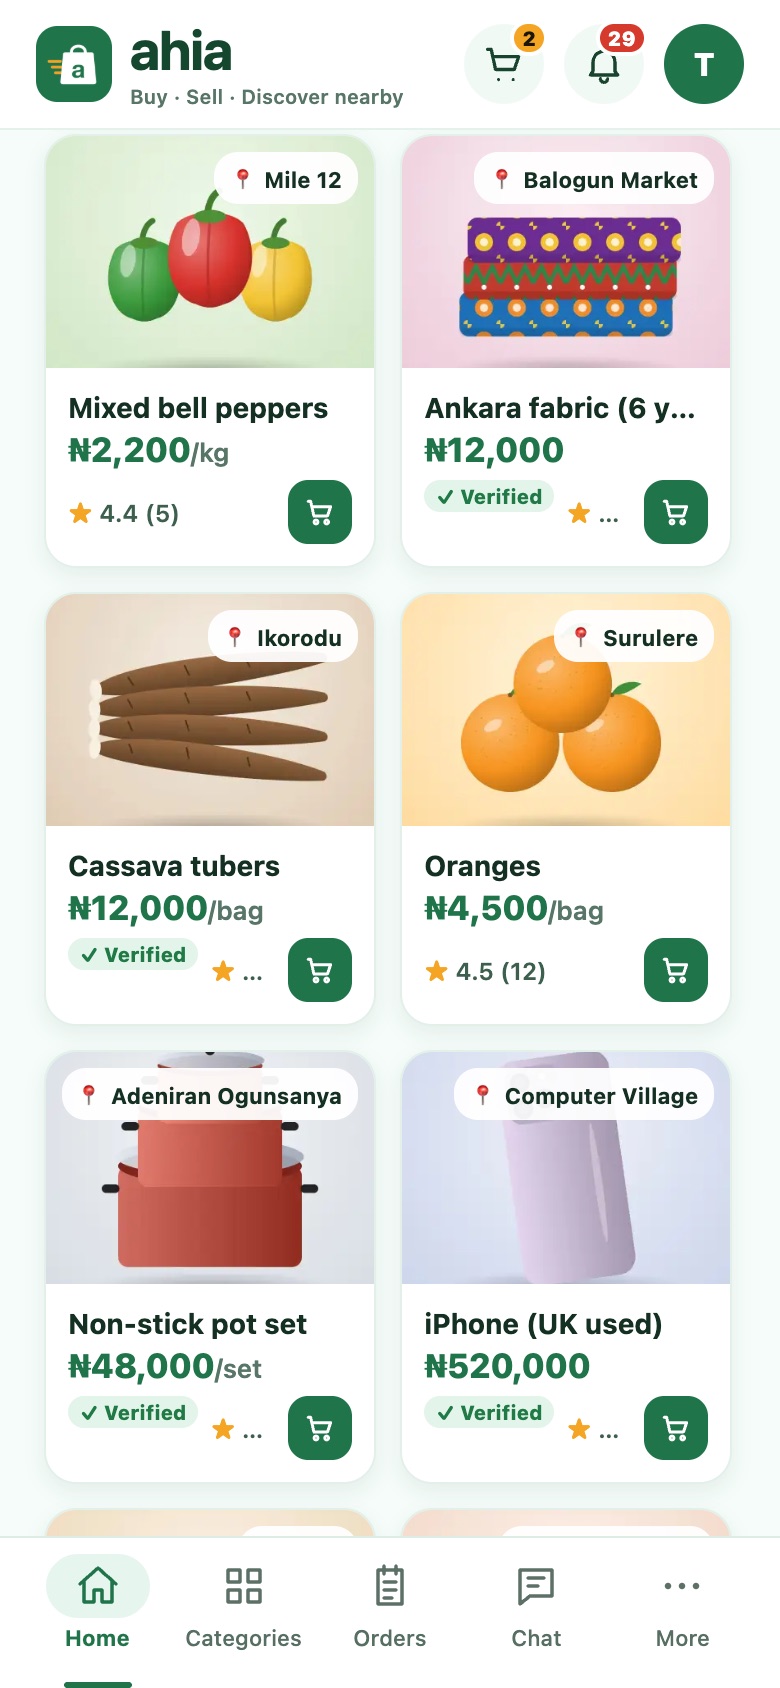 a
ahia
Buy · Sell · Discover nearby
2
29
T
Mile 12
Balogun Market
Mixed bell peppers
₦2,200/kg
4.4 (5)
Ankara fabric (6 y...
₦12,000
Verified
...
Ikorodu
Surulere
Cassava tubers
₦12,000/bag
Verified
...
Oranges
₦4,500/bag
4.5 (12)
Adeniran Ogunsanya
Computer Village
Non-stick pot set
₦48,000/set
Verified
...
iPhone (UK used)
₦520,000
Verified
...
Home
Categories
Orders
Chat
More